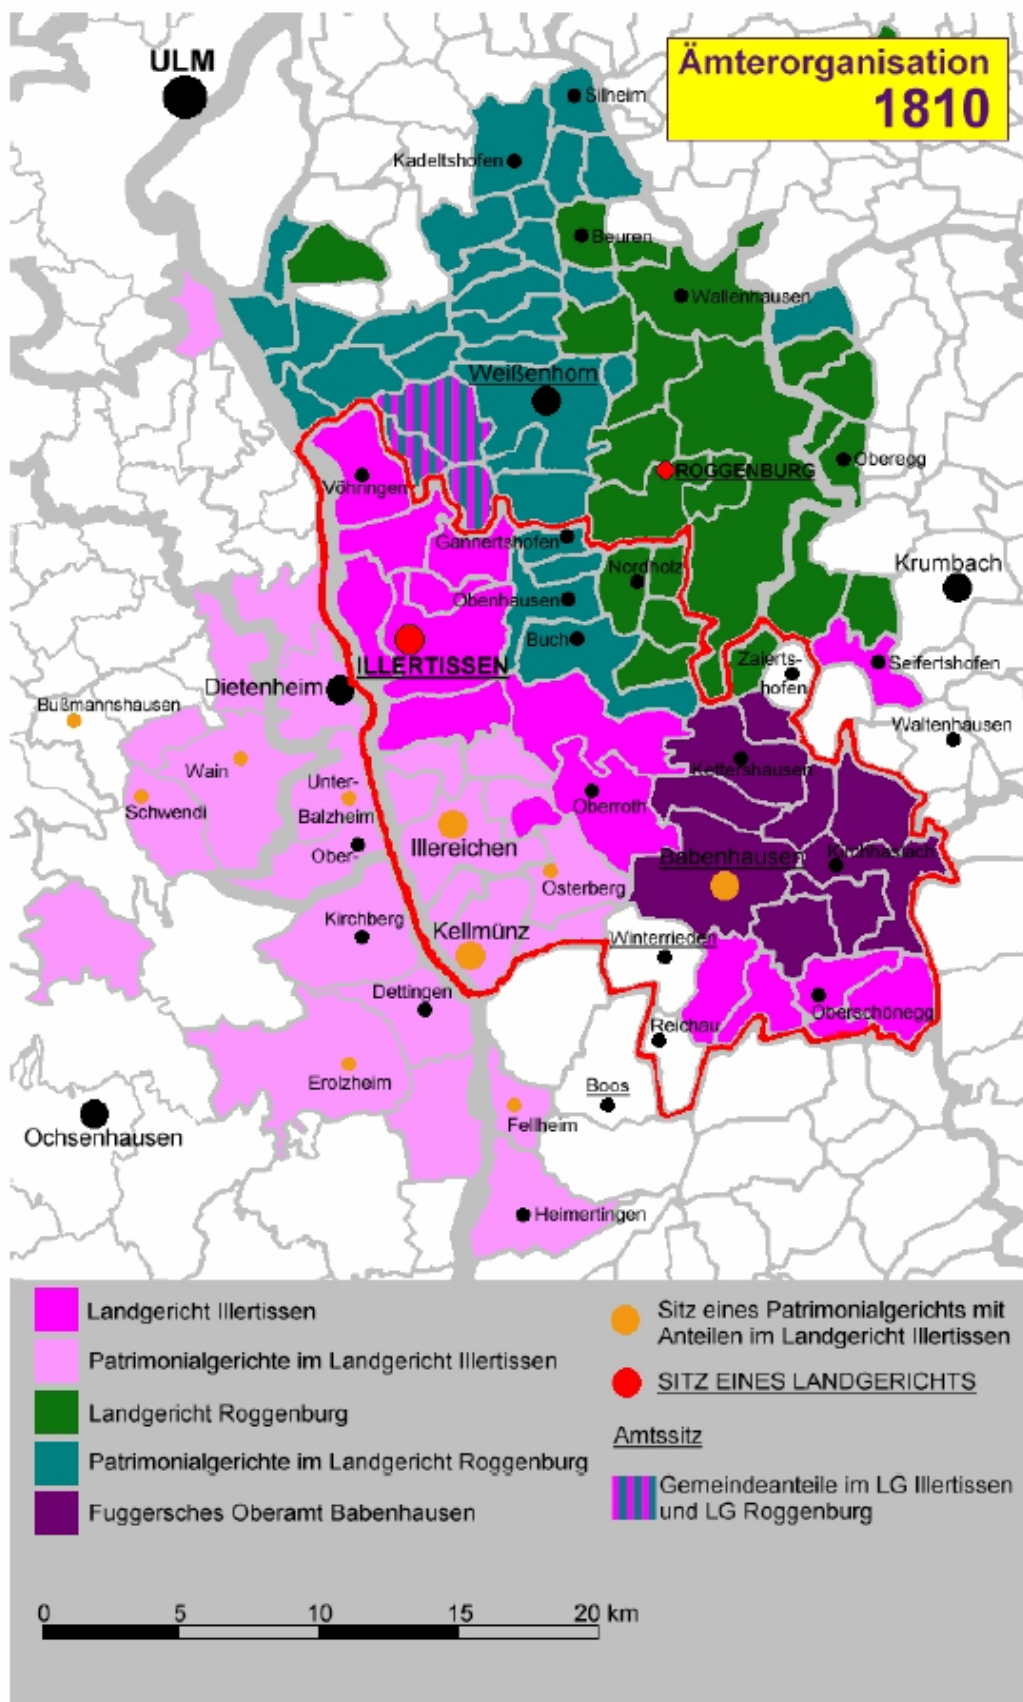 Ämterorganisation
1810
ULM
Silheim
Kadeltshofen
Beuren
Wallenhausen
Weißenhorn
Oberegg
ROGGENBURG
Vöhringen
Gannertshofen
Krumbach
Nordholz
Obenhausen
Buch
ILLERTISSEN
Zaierts-
hofen
Seifertshofen
Dietenheim
Bußmannshausen
Waltenhausen
Wain
Kettershausen
Unter-
Schwendi
Balzheim
Oberroth
Illereichen
Ober-
Babenhausen
Kirchhaslach
Osterberg
Kirchberg
Kellmünz
Winterrieden
Dettingen
Oberschönegg
Reichau
Erolzheim
Boos
Fellheim
Ochsenhausen
Heimertingen
Landgericht Illertissen
Patrimonialgerichte im Landgericht Illertissen
Landgericht Roggenburg
Patrimonialgerichte im Landgericht Roggenburg
Fuggersches Oberamt Babenhausen
Sitz eines Patrimonialgerichts mit
Anteilen im Landgericht Illertissen
SITZ EINES LANDGERICHTS
Amtssitz
Gemeindeanteile im LG Illertissen
und LG Roggenburg
0 5 10 15 20 km